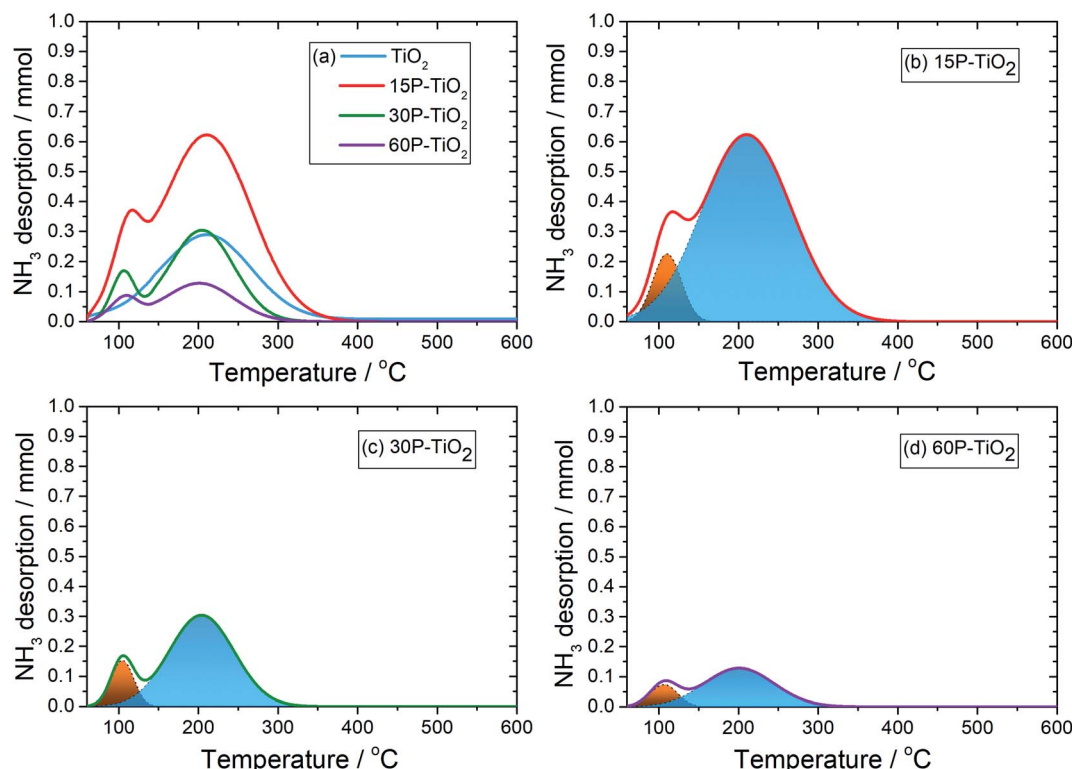 NH3 desorption / mmol
1.0
0.9
0.8
0.7
0.6
0.5
0.4
0.3
0.2
0.1
0.0
(a) TiO2
15P-TiO2
30P-TiO2
60P-TiO2
100 200 300 400 500 600
Temperature / °C
NH3 desorption / mmol
1.0
0.9
0.8
0.7
0.6
0.5
0.4
0.3
0.2
0.1
0.0
(b) 15P-TiO2
100 200 300 400 500 600
Temperature / °C
NH3 desorption / mmol
1.0
0.9
0.8
0.7
0.6
0.5
0.4
0.3
0.2
0.1
0.0
(c) 30P-TiO2
100 200 300 400 500 600
Temperature / °C
NH3 desorption / mmol
1.0
0.9
0.8
0.7
0.6
0.5
0.4
0.3
0.2
0.1
0.0
(d) 60P-TiO2
100 200 300 400 500 600
Temperature / °C